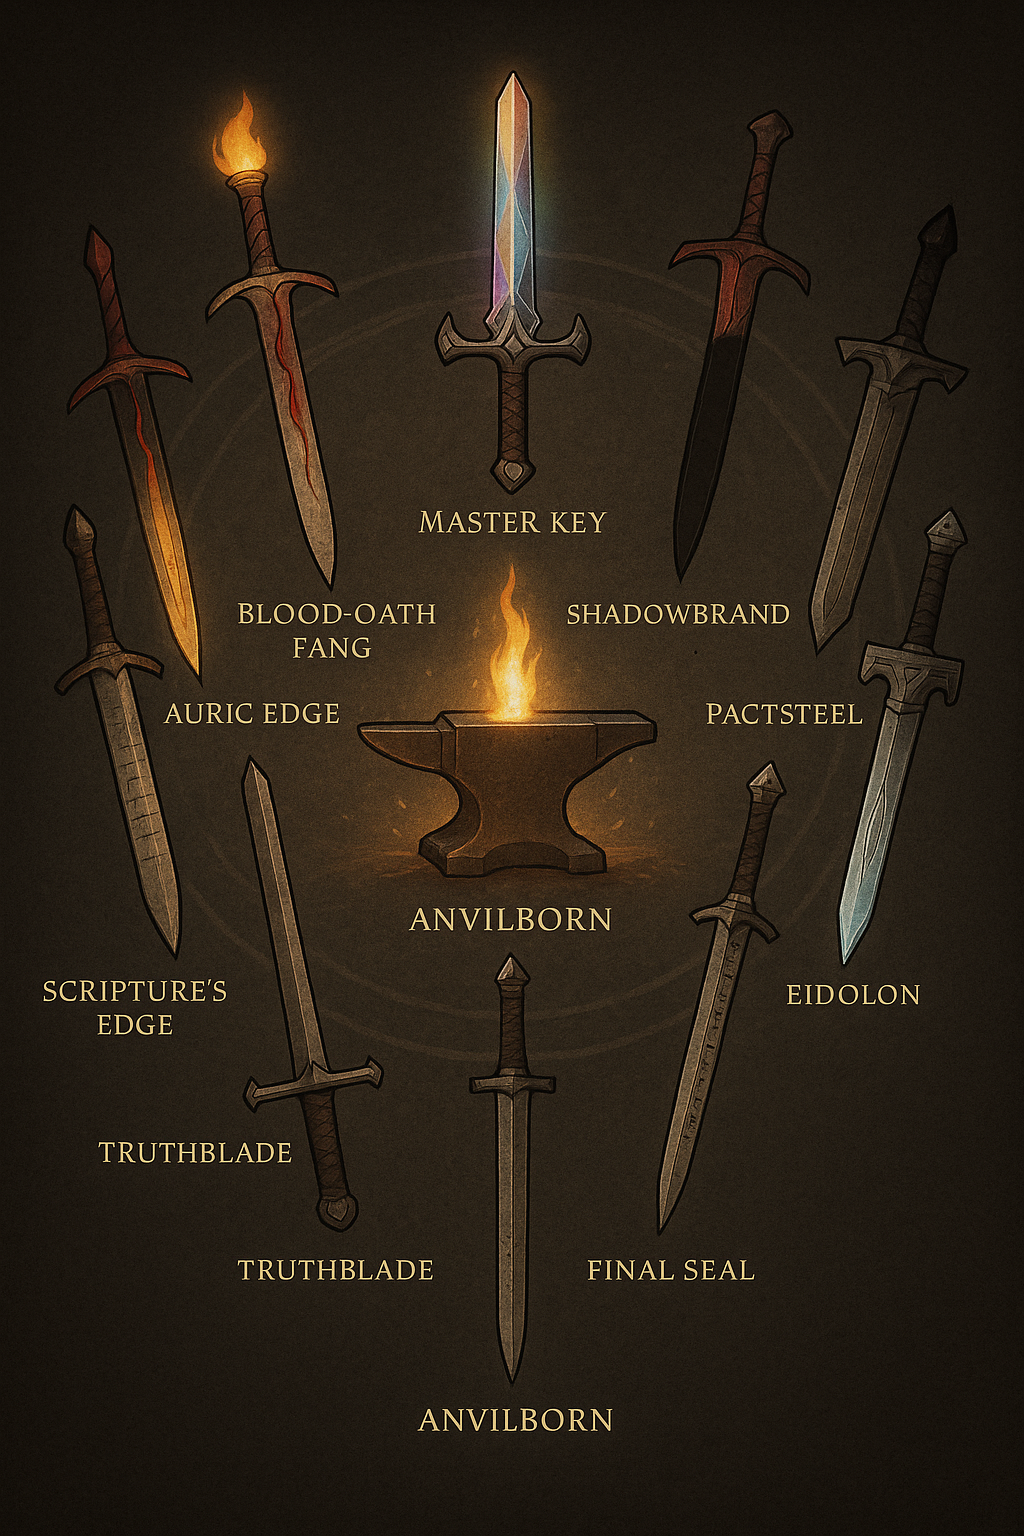 MASTER KEY
BLOOD-OATH
FANG
SHADOWBRAND
AURIC EDGE
PACTSTEEL
ANVILBORN
SCRIPTURE'S
EDGE
EIDOLON
TRUTHBLADE
TRUTHBLADE
FINAL SEAL
ANVILBORN